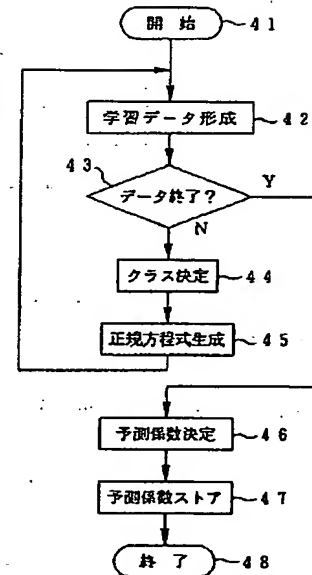 開始 41
学習データ形成 42
43
データ終了? Y
N
クラス決定 44
正規方程式生成 45
予測係数決定 46
予測係数ストア 47
終了 48